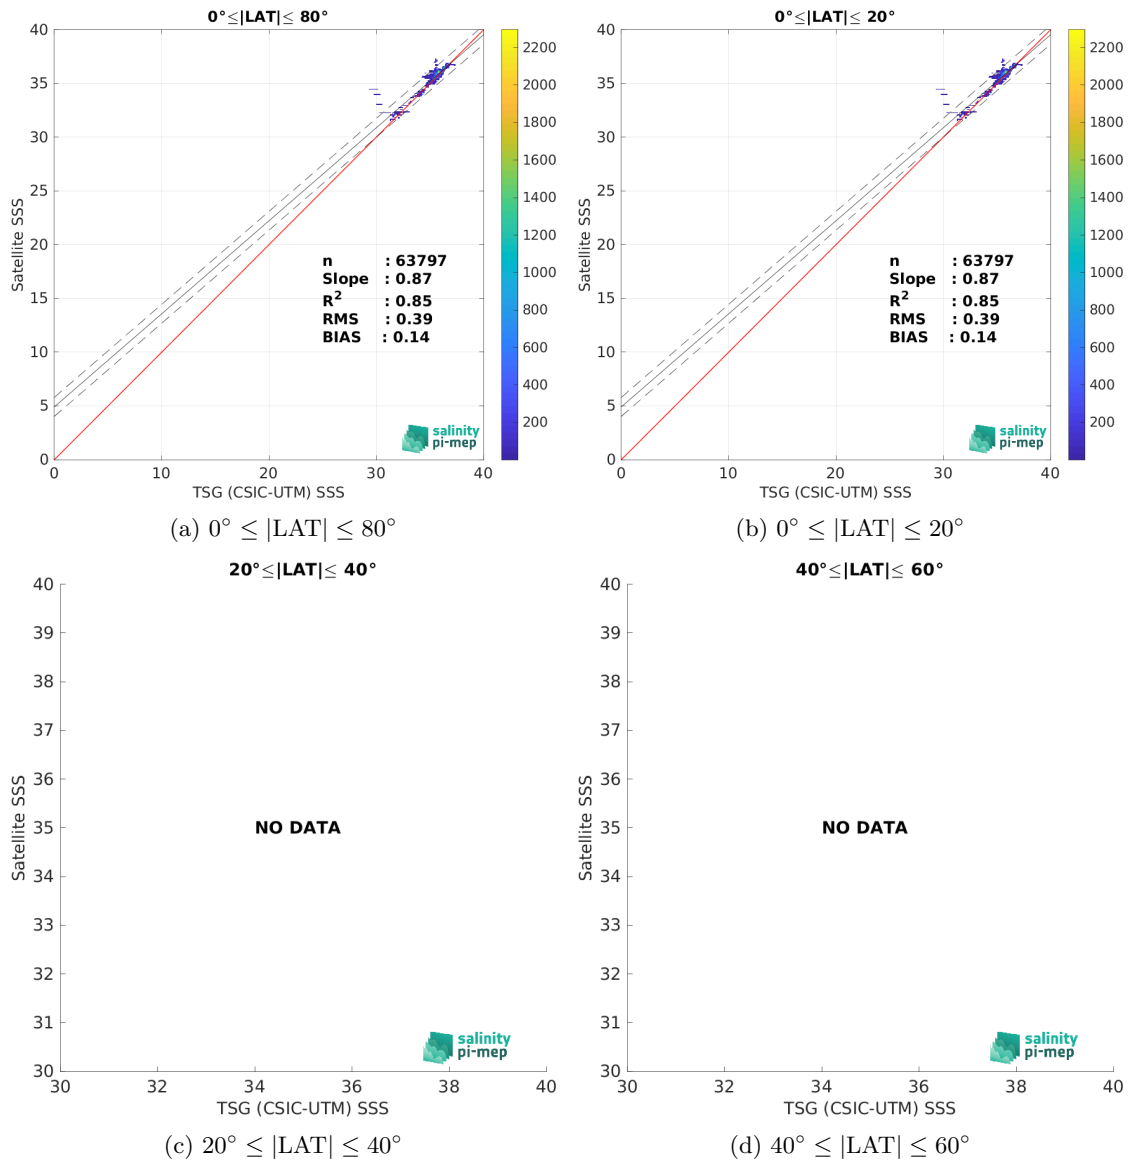 0°≤|LAT|≤ 80°
40
35
30
25
20
15
10
5
0
Satellite SSS
n : 63797
Slope : 0.87
R² : 0.85
RMS : 0.39
BIAS : 0.14
salinity
pi-mep
0 10 20 30 40
TSG (CSIC-UTM) SSS
2200
2000
1800
1600
1400
1200
1000
800
600
400
200
(a) 0° ≤ |LAT| ≤ 80°
0°≤|LAT|≤ 20°
40
35
30
25
20
15
10
5
0
Satellite SSS
n : 63797
Slope : 0.87
R² : 0.85
RMS : 0.39
BIAS : 0.14
salinity
pi-mep
0 10 20 30 40
TSG (CSIC-UTM) SSS
2200
2000
1800
1600
1400
1200
1000
800
600
400
200
(b) 0° ≤ |LAT| ≤ 20°
20°≤|LAT|≤ 40°
40
39
38
37
36
35
34
33
32
31
30
Satellite SSS
NO DATA
salinity
pi-mep
30 32 34 36 38 40
TSG (CSIC-UTM) SSS
(c) 20° ≤ |LAT| ≤ 40°
40°≤|LAT|≤ 60°
40
39
38
37
36
35
34
33
32
31
30
Satellite SSS
NO DATA
salinity
pi-mep
30 32 34 36 38 40
TSG (CSIC-UTM) SSS
(d) 40° ≤ |LAT| ≤ 60°